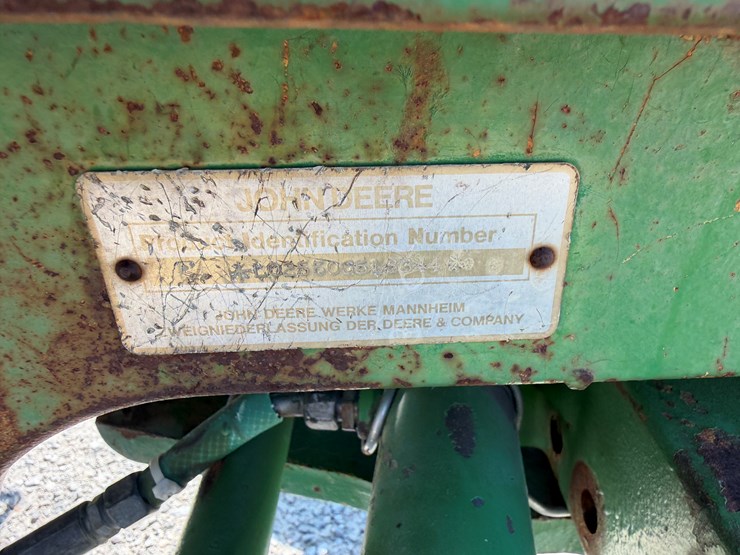 JOHN DEERE
Product Identification Number
JOHN DEERE WERKE MANNHEIM
ZWEIGNIEDERLASSUNG DER DEERE & COMPANY